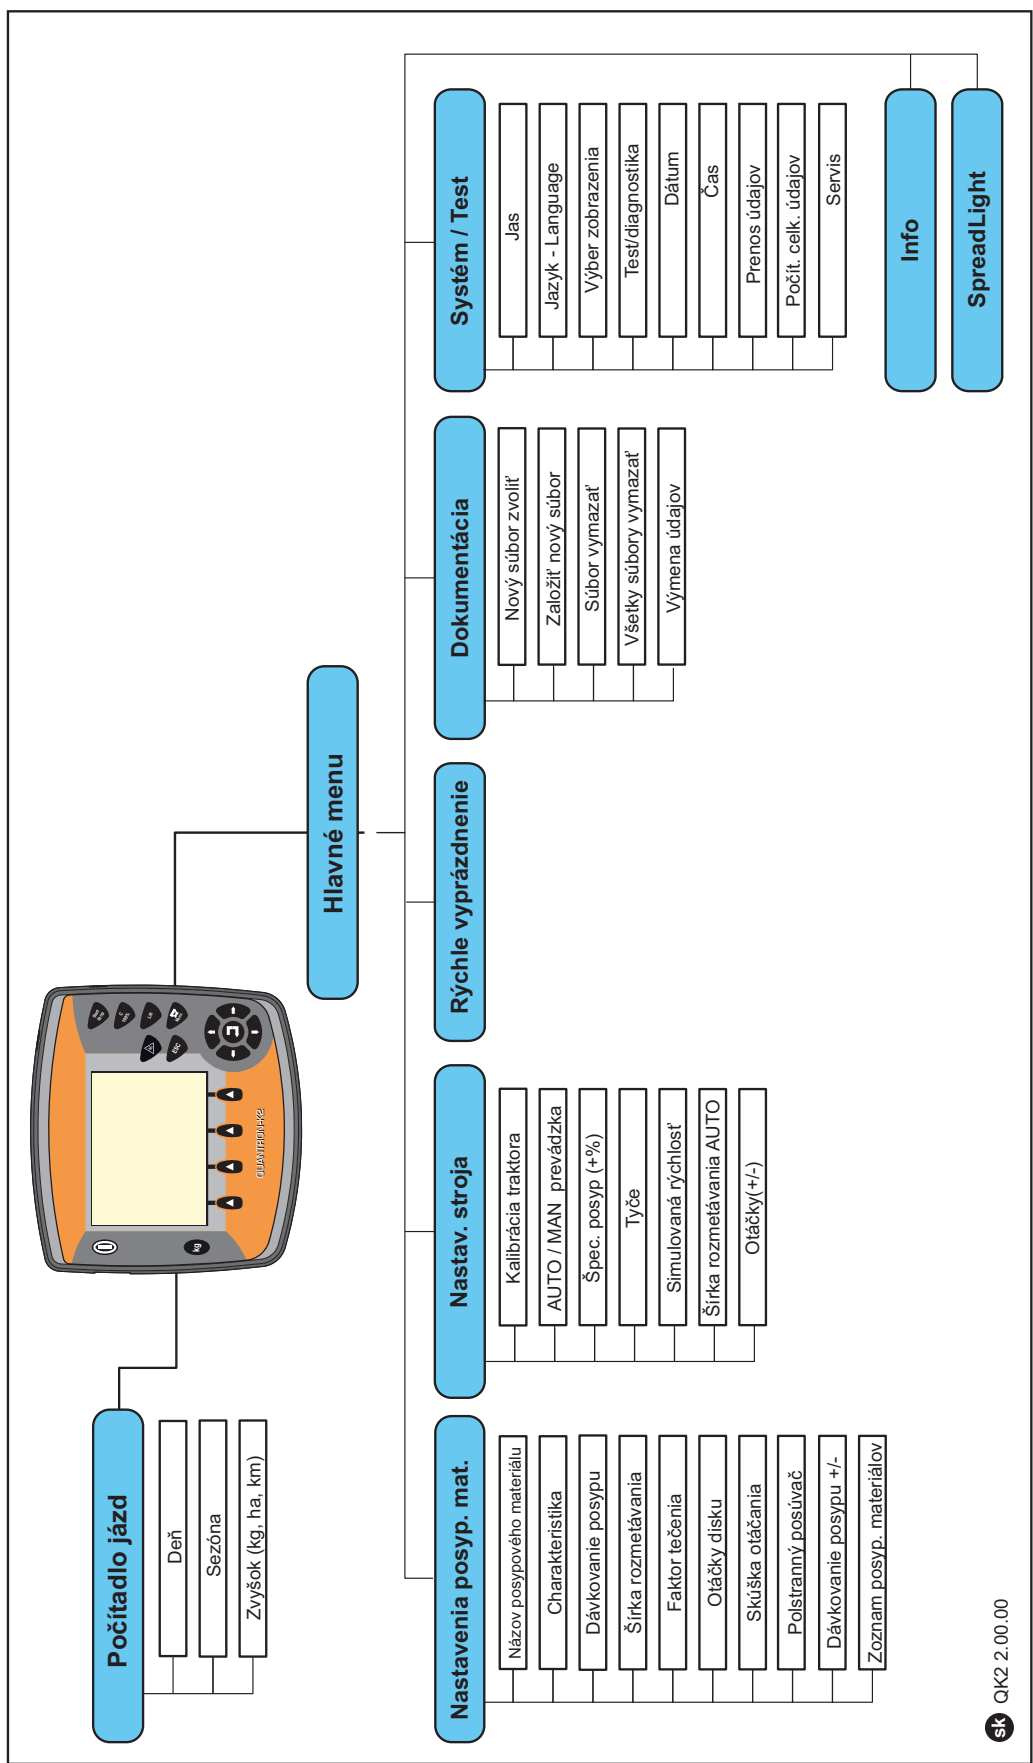 Počítadlo jázd
Deň
Sezóna
Zvyšok (kg, ha, km)
kg
ESC
QUANTRON-K2
Hlavné menu
Nastavenia posyp. mat.
Názov posypového materiálu
Charakteristika
Dávkovanie posypu
Šírka rozmetávania
Faktor tečenia
Otáčky disku
Skúška otáčania
Polstranný posúvač
Dávkovanie posypu +/-
Zoznam posyp. materiálov
Nastav. stroja
Kalibrácia traktora
AUTO / MAN prevádzka
Špec. posyp (+%)
Tyče
Simulovaná rýchlosť
Šírka rozmetávania AUTO
Otáčky(+/-)
Rýchle vyprázdnenie
Dokumentácia
Nový súbor zvoliť
Založiť nový súbor
Súbor vymazať
Všetky súbory vymazať
Výmena údajov
Systém / Test
Jas
Jazyk - Language
Výber zobrazenia
Test/diagnostika
Dátum
Čas
Prenos údajov
Počít. celk. údajov
Servis
Info
SpreadLight
sk QK2 2.00.00